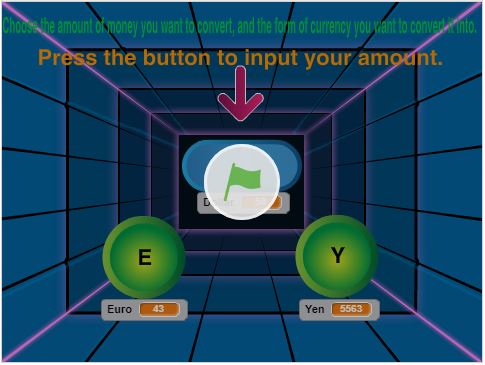 Choose the amount of money you want to convert, and the form of currency you want to convert it into.
Press the button to input your amount.
E
Y
Euro 43
Yen 5563